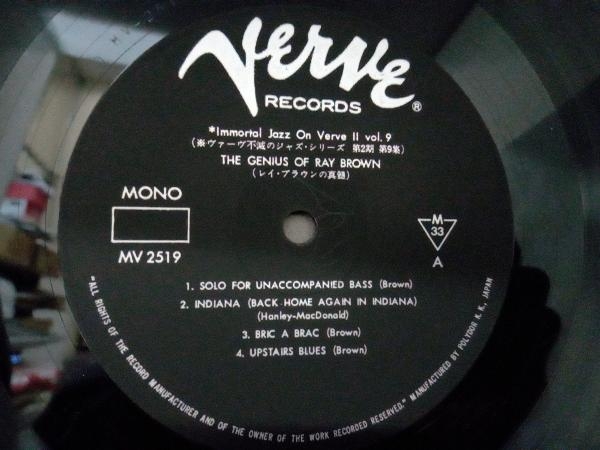 Verve
RECORDS ®
*Immortal Jazz On Verve II vol. 9
(※ヴァーヴ不滅のジャズ・シリーズ 第2期 第9集)
THE GENIUS OF RAY BROWN
(レイ・ブラウンの真髄)
MONO
MV 2519
M
33
A
1. SOLO FOR UNACCOMPANIED BASS (Brown)
2. INDIANA (BACK HOME AGAIN IN INDIANA)
(Hanley-MacDonald)
3. BRIC A BRAC (Brown)
4. UPSTAIRS BLUES (Brown)
"ALL RIGHTS OF THE RECORD MANUFACTURER AND OF THE OWNER OF THE WORK RECORDED RESERVED." MANUFACTURED BY POLYDOR K. K., JAPAN